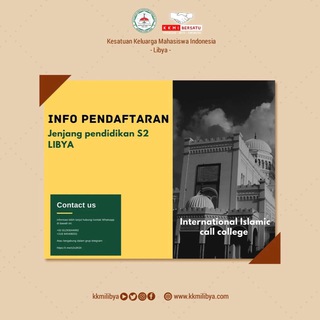 KKMI BERSATU
Kesatuan Keluarga Mahasiswa Indonesia
- Libya -
INFO PENDAFTARAN
Jenjang pendidikan S2
LIBYA
Contact us
International Islamic
call college
kkmilibya
www.kkmilibya.com